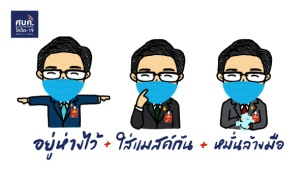 ศบค.
โควิด-19
อยู่ห่างไว้ + ใส่แมสค์กัน + หมั่นล้างมือ